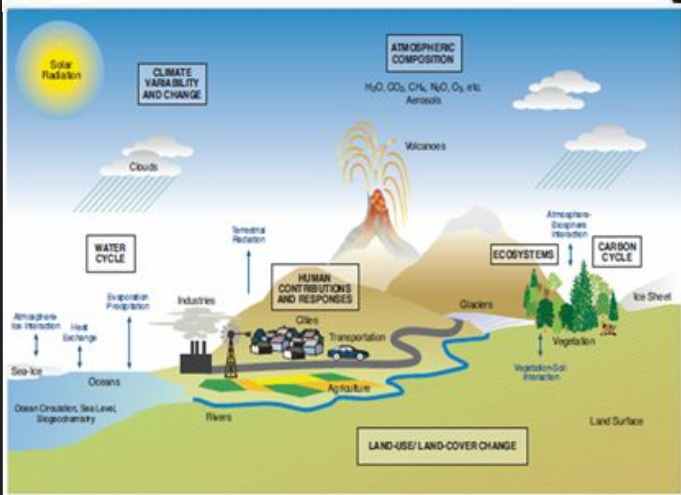 Solar
Radiation
CLIMATE
VARIABILITY
AND CHANGE
ATMOSPHERIC
COMPOSITION
H₂O, CO₂, CH₄, N₂O, O₃, etc.
Aerosols
Volcanoes
Clouds
Terrestrial
Radiation
Atmosphere-
Biosphere
Interaction
WATER
CYCLE
ECOSYSTEMS
CARBON
CYCLE
HUMAN
CONTRIBUTIONS
AND RESPONSES
Evaporation
Precipitation
Industries
Glaciers
Ice Sheet
Atmosphere-
Ice Interaction
Heat
Exchange
Cities
Transportation
Vegetation
Sea-Ice
Oceans
Vegetation-Soil
Interaction
Agriculture
Ocean Circulation, Sea Level,
Biogeochemistry
Rivers
Land Surface
LAND-USE/ LAND-COVER CHANGE